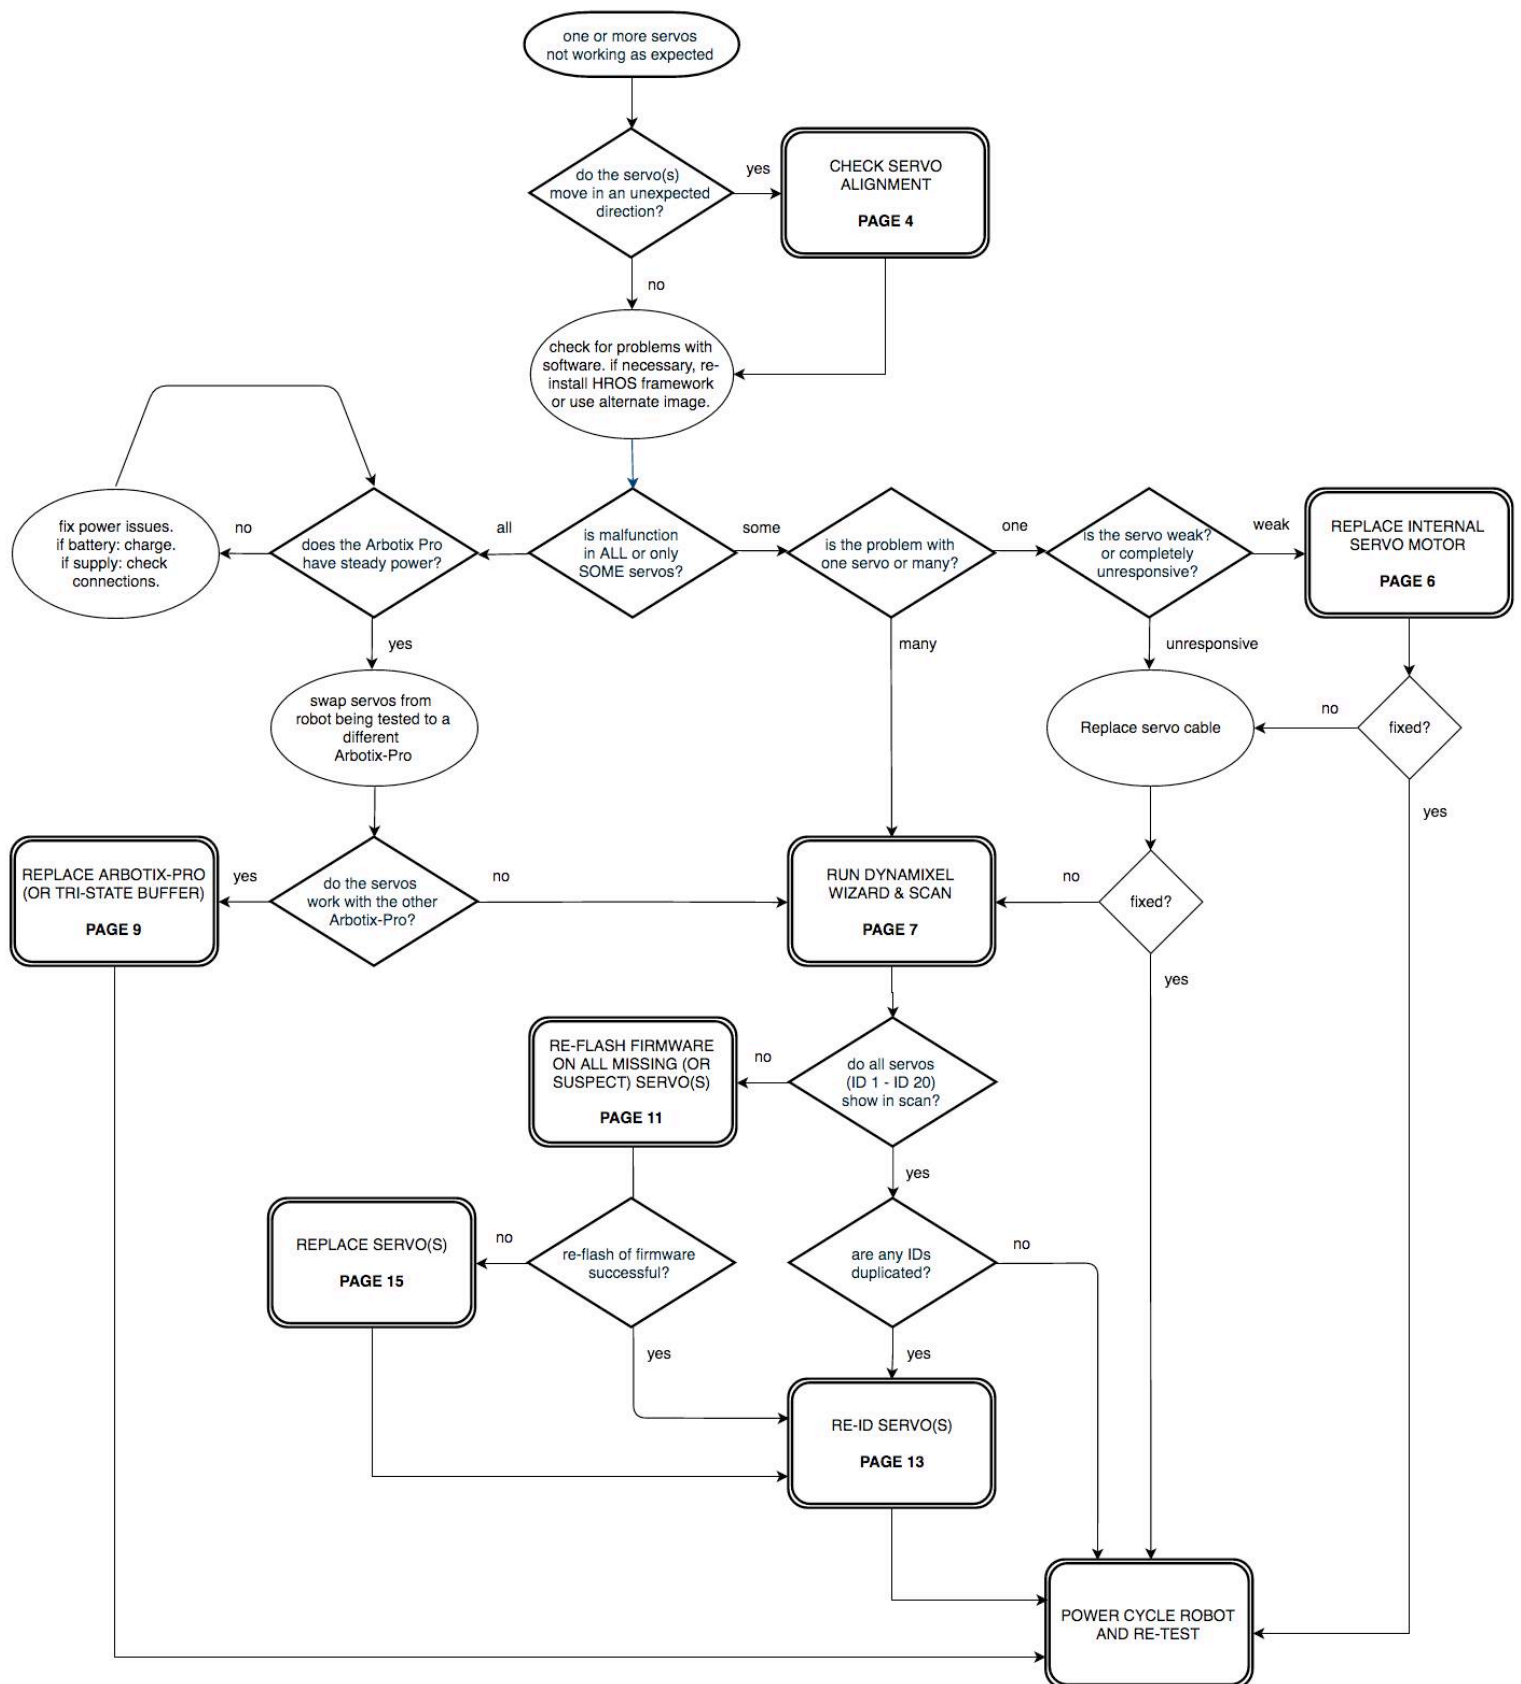 one or more servos
not working as expected
do the servo(s)
move in an unexpected
direction?
yes
CHECK SERVO
ALIGNMENT
PAGE 4
no
check for problems with
software. if necessary, re-
install HROS framework
or use alternate image.
fix power issues.
if battery: charge.
if supply: check
connections.
no
does the Arbotix Pro
have steady power?
all
is malfunction
in ALL or only
SOME servos?
some
is the problem with
one servo or many?
one
is the servo weak?
or completely
unresponsive?
weak
REPLACE INTERNAL
SERVO MOTOR
PAGE 6
yes
many
unresponsive
swap servos from
robot being tested to a
different
Arbotix-Pro
Replace servo cable
no
fixed?
yes
REPLACE ARBOTIX-PRO
(OR TRI-STATE BUFFER)
PAGE 9
yes
do the servos
work with the other
Arbotix-Pro?
no
RUN DYNAMIXEL
WIZARD & SCAN
PAGE 7
no
fixed?
yes
RE-FLASH FIRMWARE
ON ALL MISSING (OR
SUSPECT) SERVO(S)
PAGE 11
no
do all servos
(ID 1 - ID 20)
show in scan?
yes
REPLACE SERVO(S)
PAGE 15
no
re-flash of firmware
successful?
are any IDs
duplicated?
no
yes
yes
RE-ID SERVO(S)
PAGE 13
POWER CYCLE ROBOT
AND RE-TEST